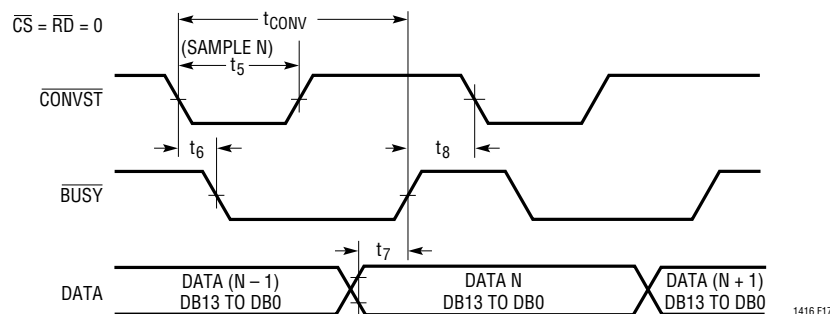 CS = RD = 0
tCONV
(SAMPLE N)
t5
CONVST
t6
t8
BUSY
t7
DATA
DATA (N – 1)
DB13 TO DB0
DATA N
DB13 TO DB0
DATA (N + 1)
DB13 TO DB0
1416 F17